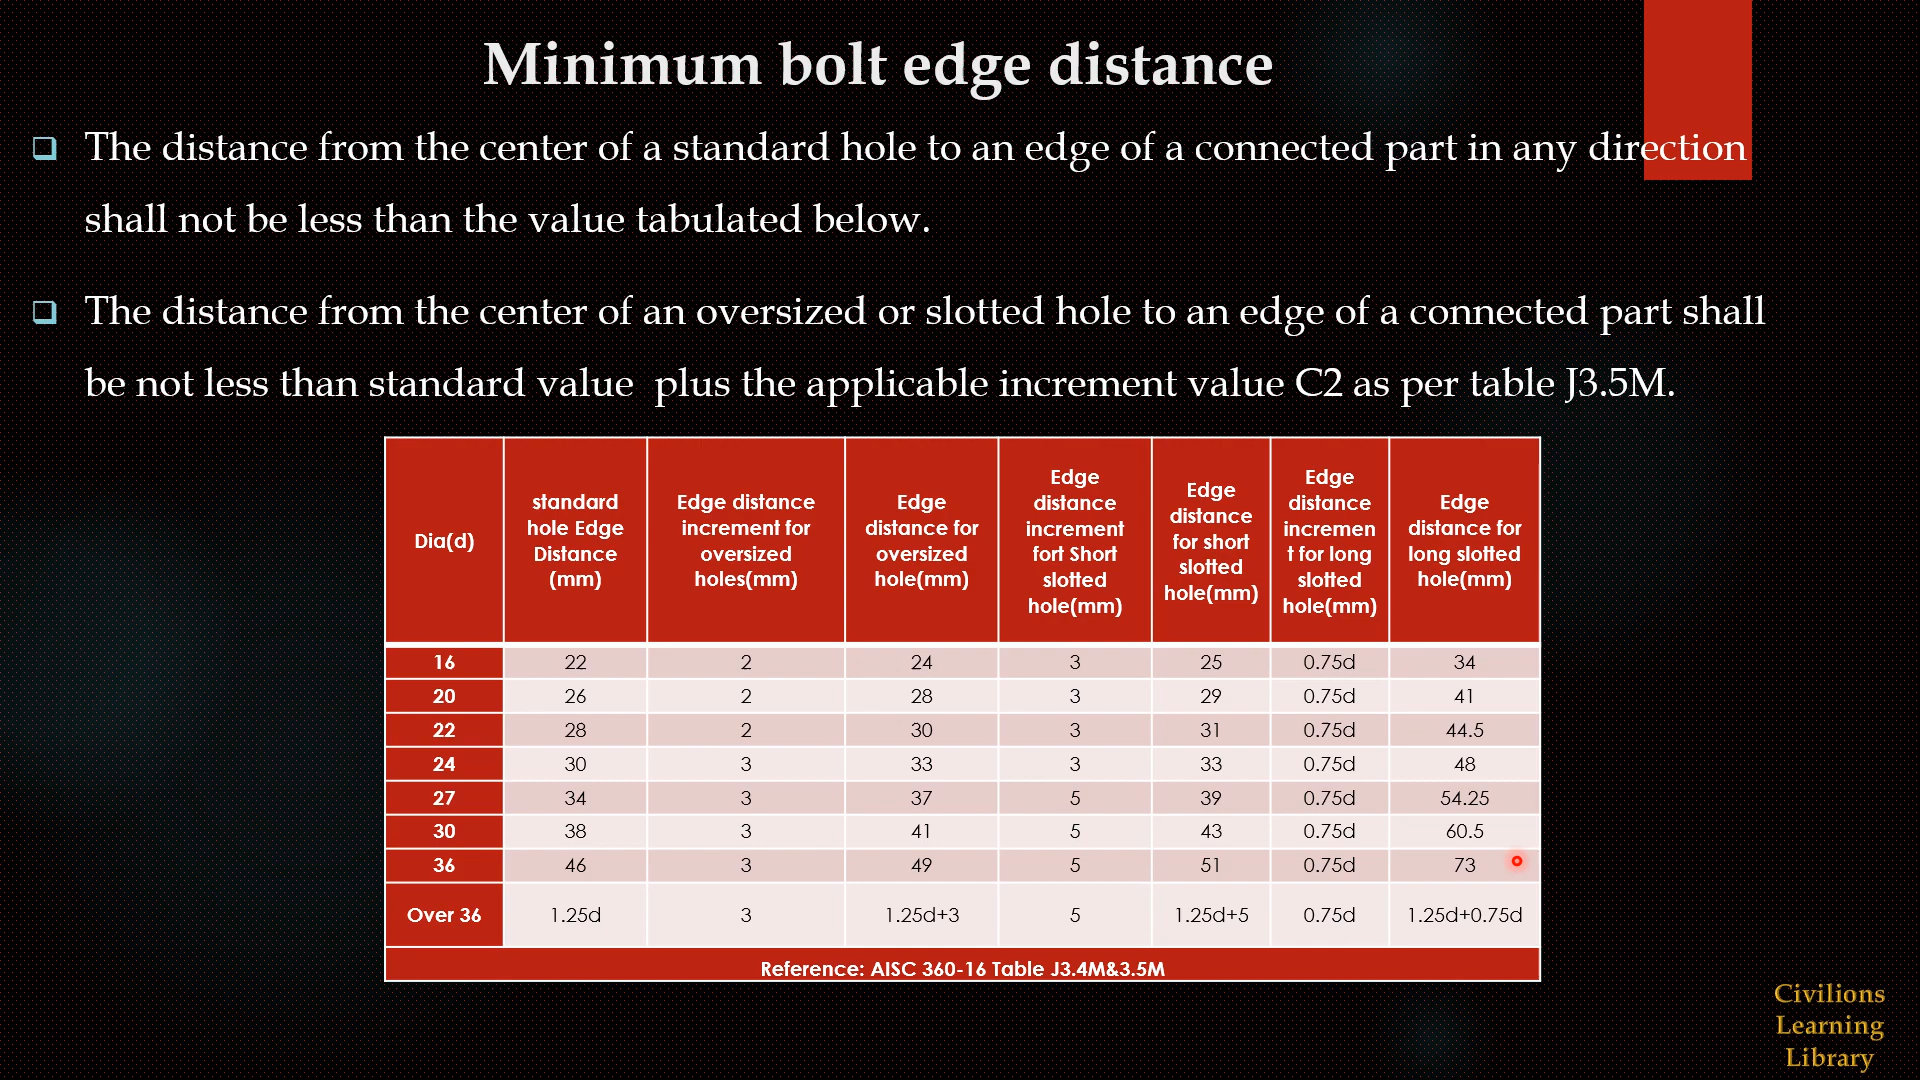 Minimum bolt edge distance
The distance from the center of a standard hole to an edge of a connected part in any direction
shall not be less than the value tabulated below.
The distance from the center of an oversized or slotted hole to an edge of a connected part shall
be not less than standard value plus the applicable increment value C2 as per table J3.5M.
Dia(d) | standard hole Edge Distance (mm) | Edge distance increment for oversized holes(mm) | Edge distance for oversized hole(mm) | Edge distance increment fort Short slotted hole(mm) | Edge distance for short slotted hole(mm) | Edge distance incremen t for long slotted hole(mm) | Edge distance for long slotted hole(mm)
16 | 22 | 2 | 24 | 3 | 25 | 0.75d | 34
20 | 26 | 2 | 28 | 3 | 29 | 0.75d | 41
22 | 28 | 2 | 30 | 3 | 31 | 0.75d | 44.5
24 | 30 | 3 | 33 | 3 | 33 | 0.75d | 48
27 | 34 | 3 | 37 | 5 | 39 | 0.75d | 54.25
30 | 38 | 3 | 41 | 5 | 43 | 0.75d | 60.5
36 | 46 | 3 | 49 | 5 | 51 | 0.75d | 73
Over 36 | 1.25d | 3 | 1.25d+3 | 5 | 1.25d+5 | 0.75d | 1.25d+0.75d
Reference: AISC 360-16 Table J3.4M&3.5M
Civilions
Learning
Library